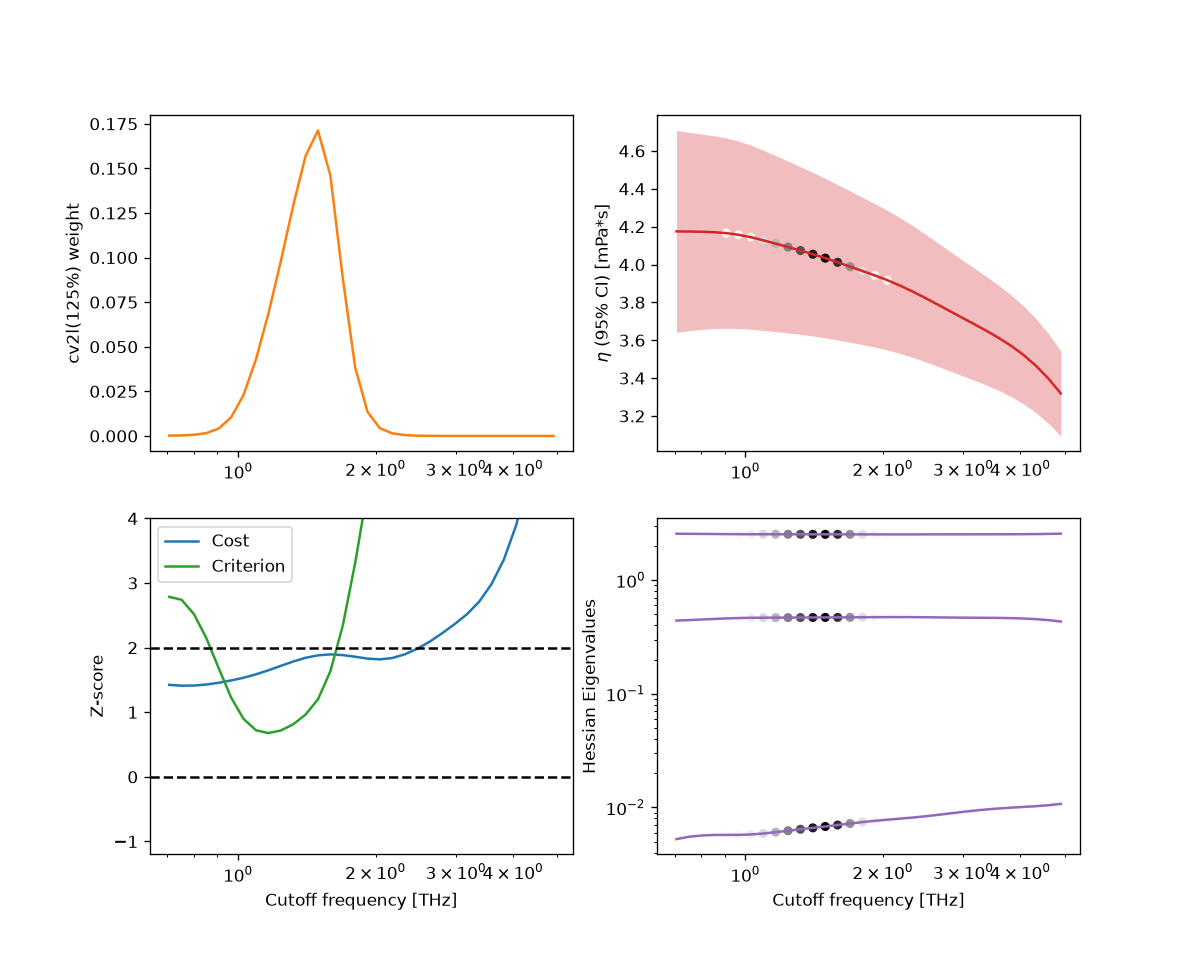 cv2l(125%) weight
0.175
0.150
0.125
0.100
0.075
0.050
0.025
0.000
10⁰
2 × 10⁰
3 × 10⁰
4 × 10⁰
η (95% CI) [mPa*s]
4.6
4.4
4.2
4.0
3.8
3.6
3.4
3.2
10⁰
2 × 10⁰
3 × 10⁰
4 × 10⁰
Z-score
4
3
2
1
0
−1
Cost
Criterion
10⁰
2 × 10⁰
3 × 10⁰
4 × 10⁰
Cutoff frequency [THz]
Hessian Eigenvalues
10⁰
10⁻¹
10⁻²
10⁰
2 × 10⁰
3 × 10⁰
4 × 10⁰
Cutoff frequency [THz]